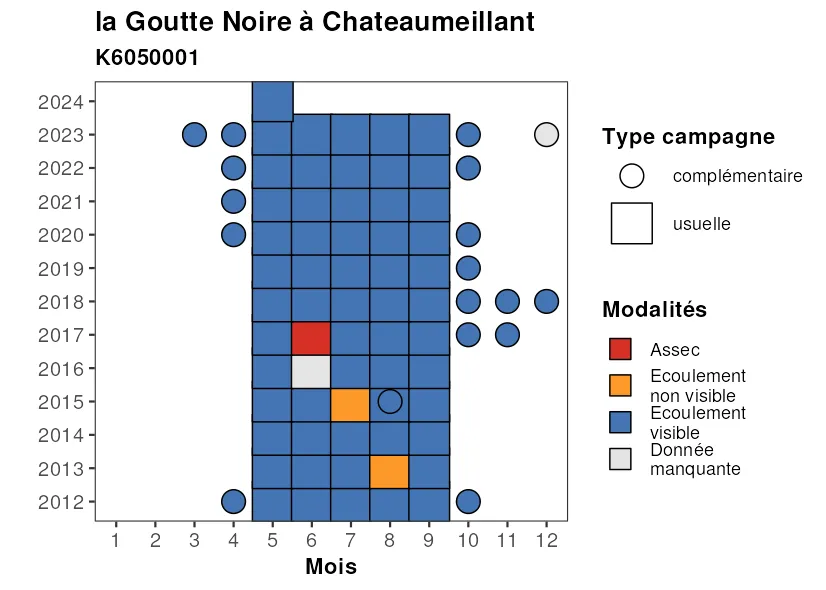 la Goutte Noire à Chateaumeillant
K6050001
2024
2023
2022
2021
2020
2019
2018
2017
2016
2015
2014
2013
2012
1 2 3 4 5 6 7 8 9 10 11 12
Mois
Type campagne
complémentaire
usuelle
Modalités
Assec
Ecoulement
non visible
Ecoulement
visible
Donnée
manquante